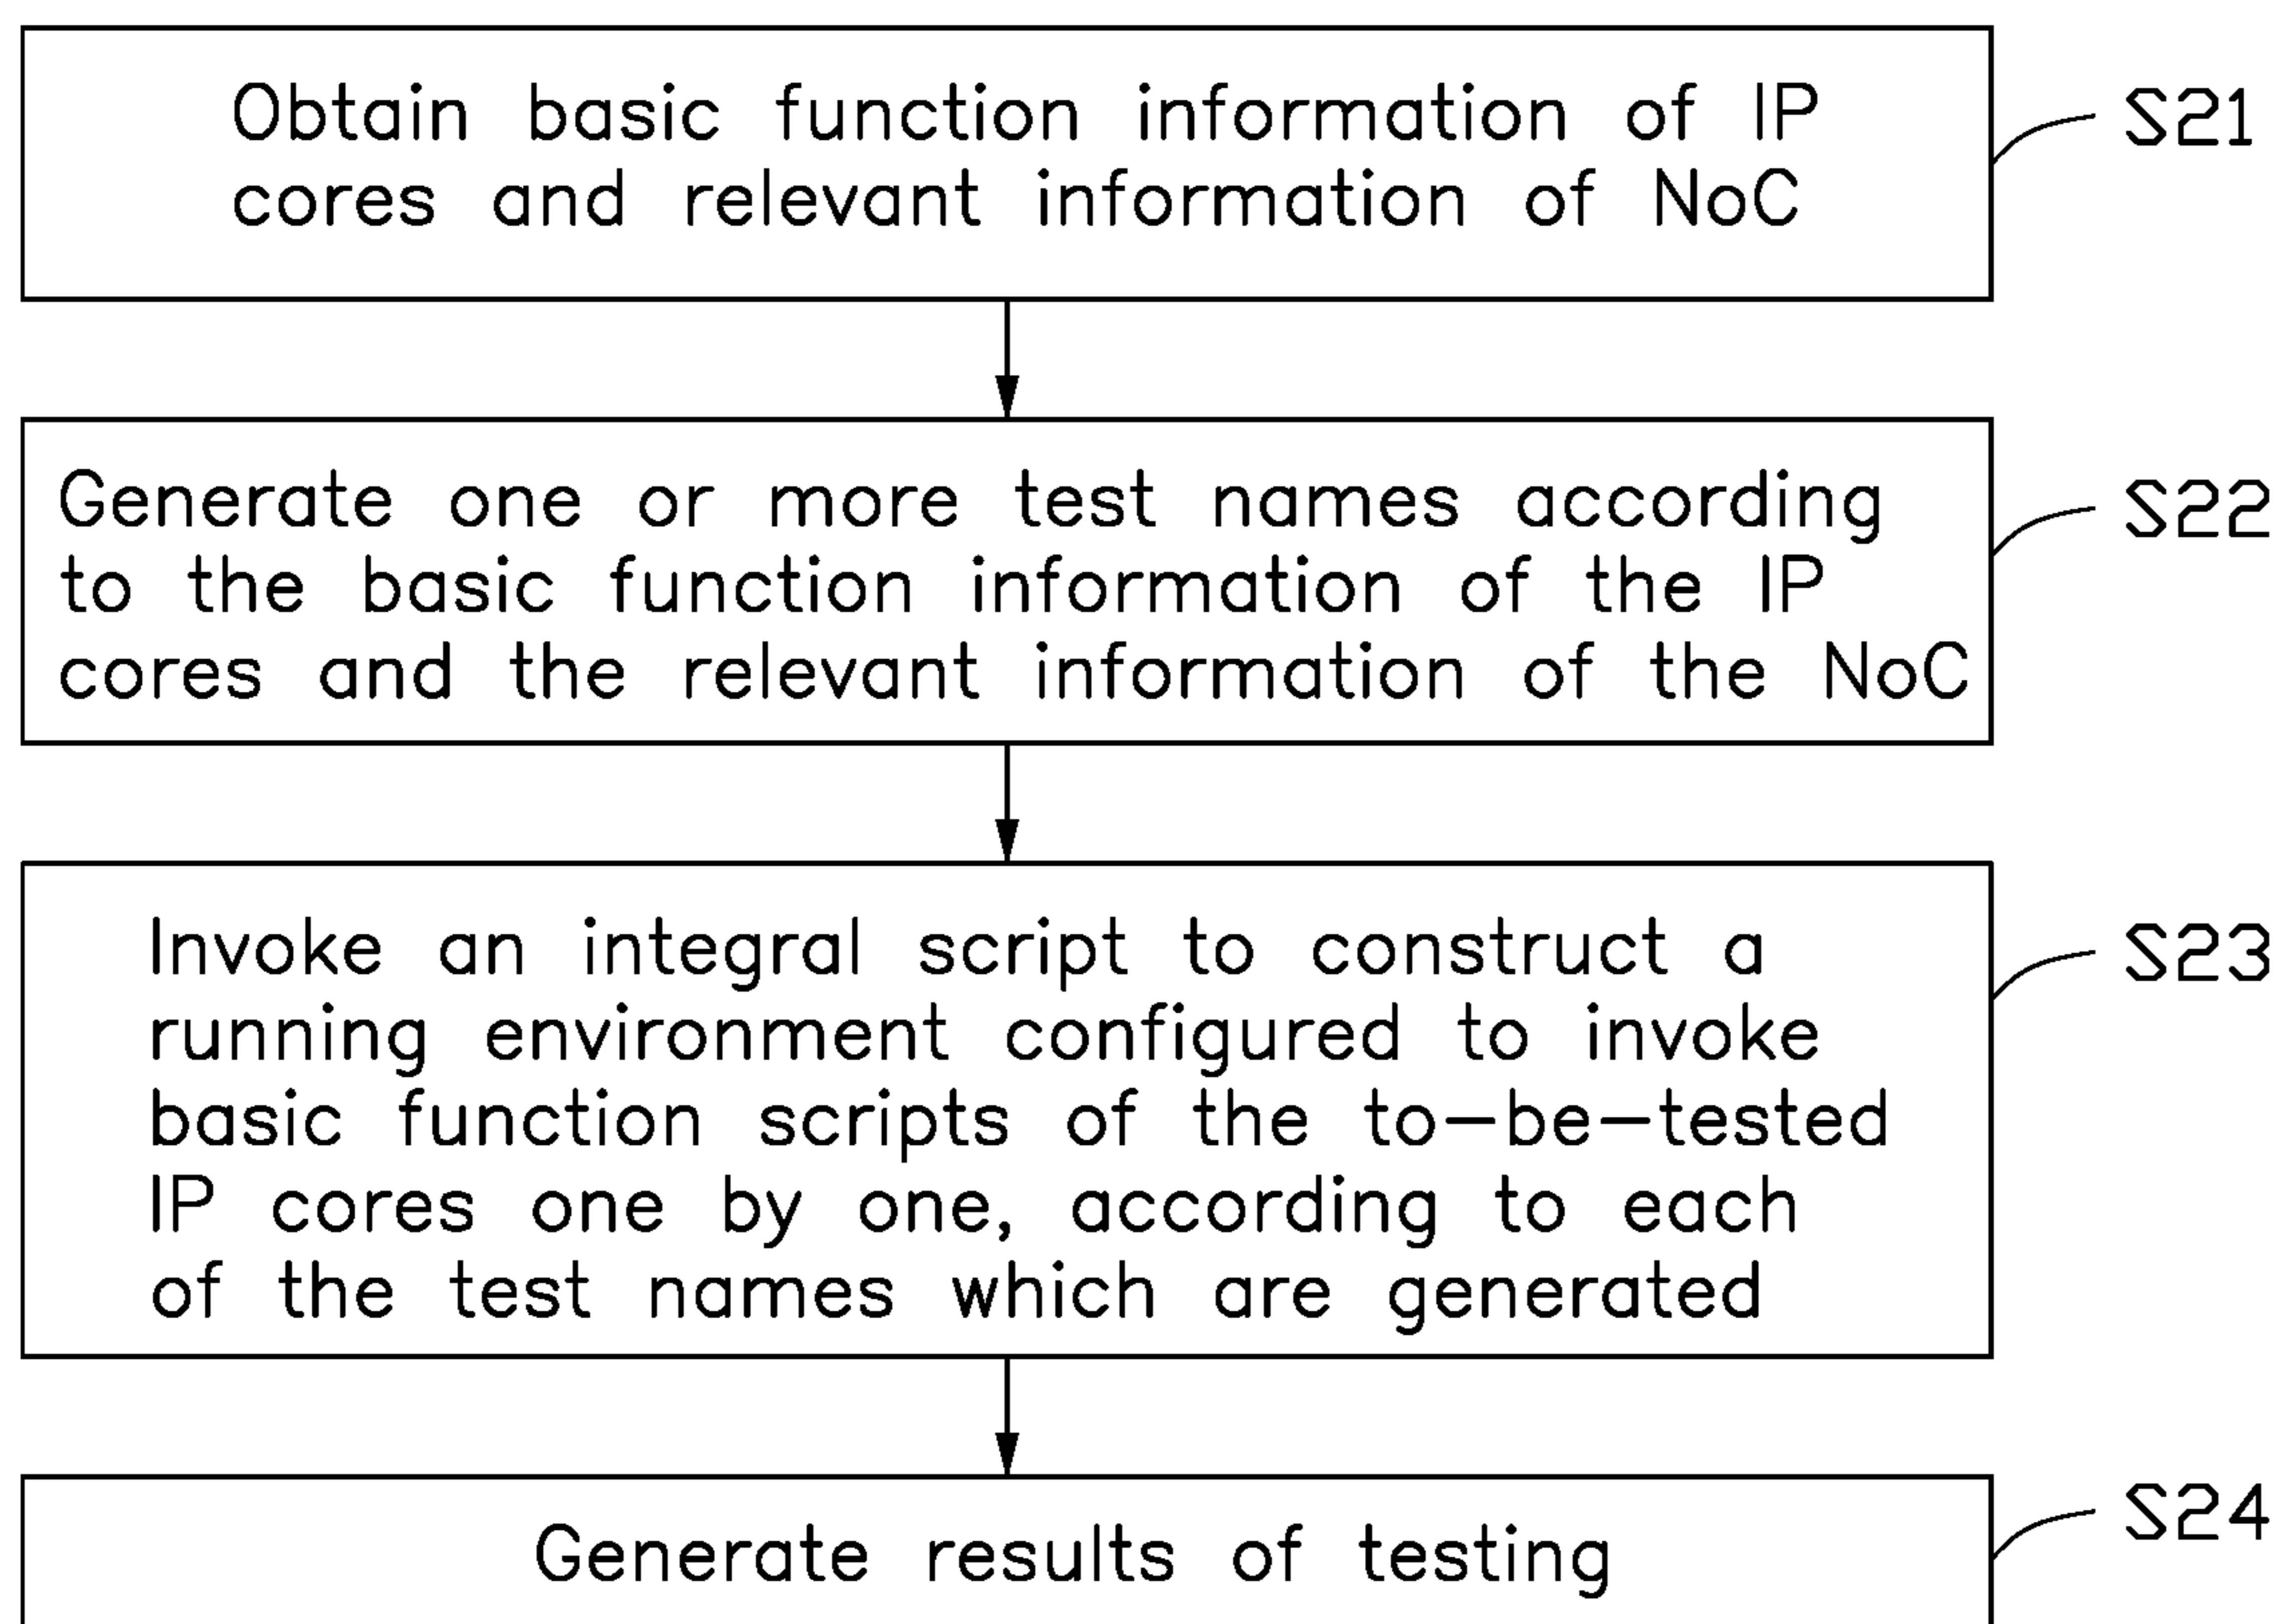 Obtain basic function information of IP
cores and relevant information of NoC
S21
Generate one or more test names according
to the basic function information of the IP
cores and the relevant information of the NoC
S22
Invoke an integral script to construct a
running environment configured to invoke
basic function scripts of the to-be-tested
IP cores one by one, according to each
of the test names which are generated
S23
Generate results of testing
S24